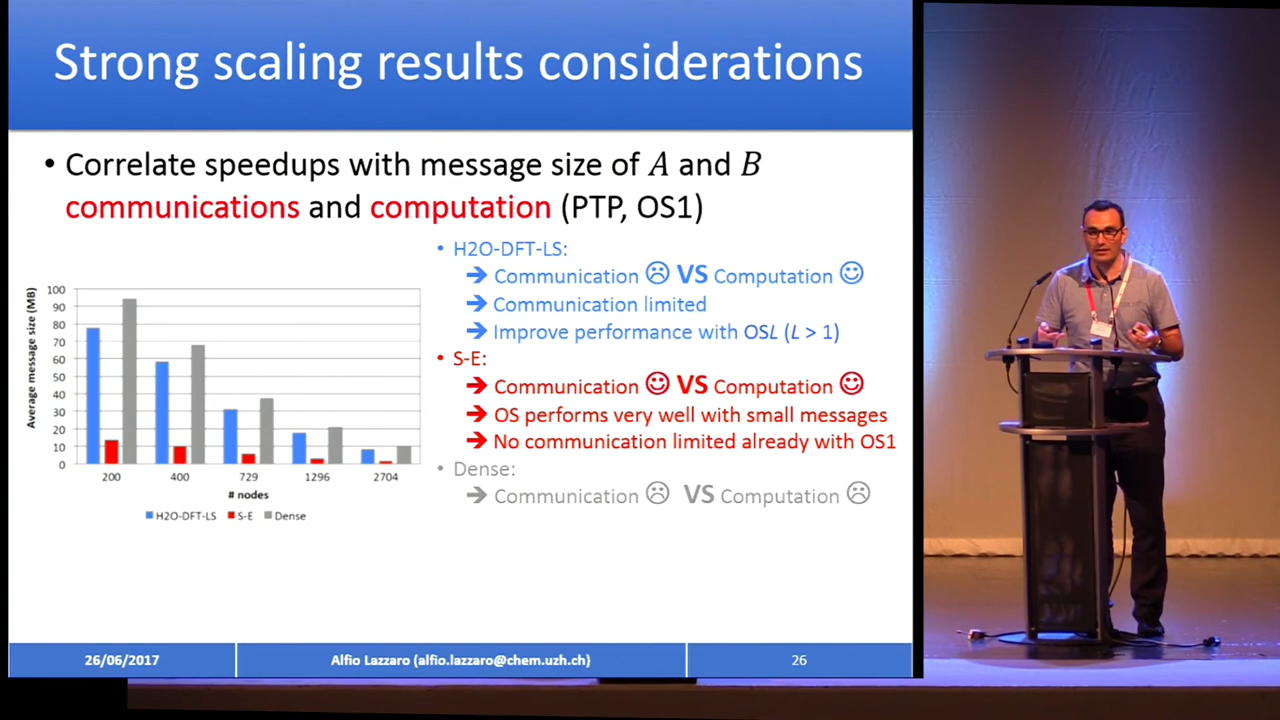 Strong scaling results considerations
• Correlate speedups with message size of A and B
communications and computation (PTP, OS1)
• H2O-DFT-LS:
➔ Communication ☹ VS Computation ☺
➔ Communication limited
➔ Improve performance with OSL (L > 1)
• S-E:
➔ Communication ☺ VS Computation ☺
➔ OS performs very well with small messages
➔ No communication limited already with OS1
• Dense:
➔ Communication ☹ VS Computation ☹
Average message size (MB)
100
90
80
70
60
50
40
30
20
10
0
200 400 729 1296 2704
# nodes
H2O-DFT-LS S-E Dense
26/06/2017 Alfio Lazzaro (alfio.lazzaro@chem.uzh.ch) 26